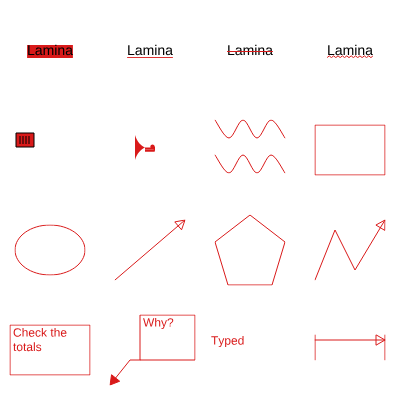 Lamina
Lamina
Lamina
Lamina
Check the
totals
Why?
Typed